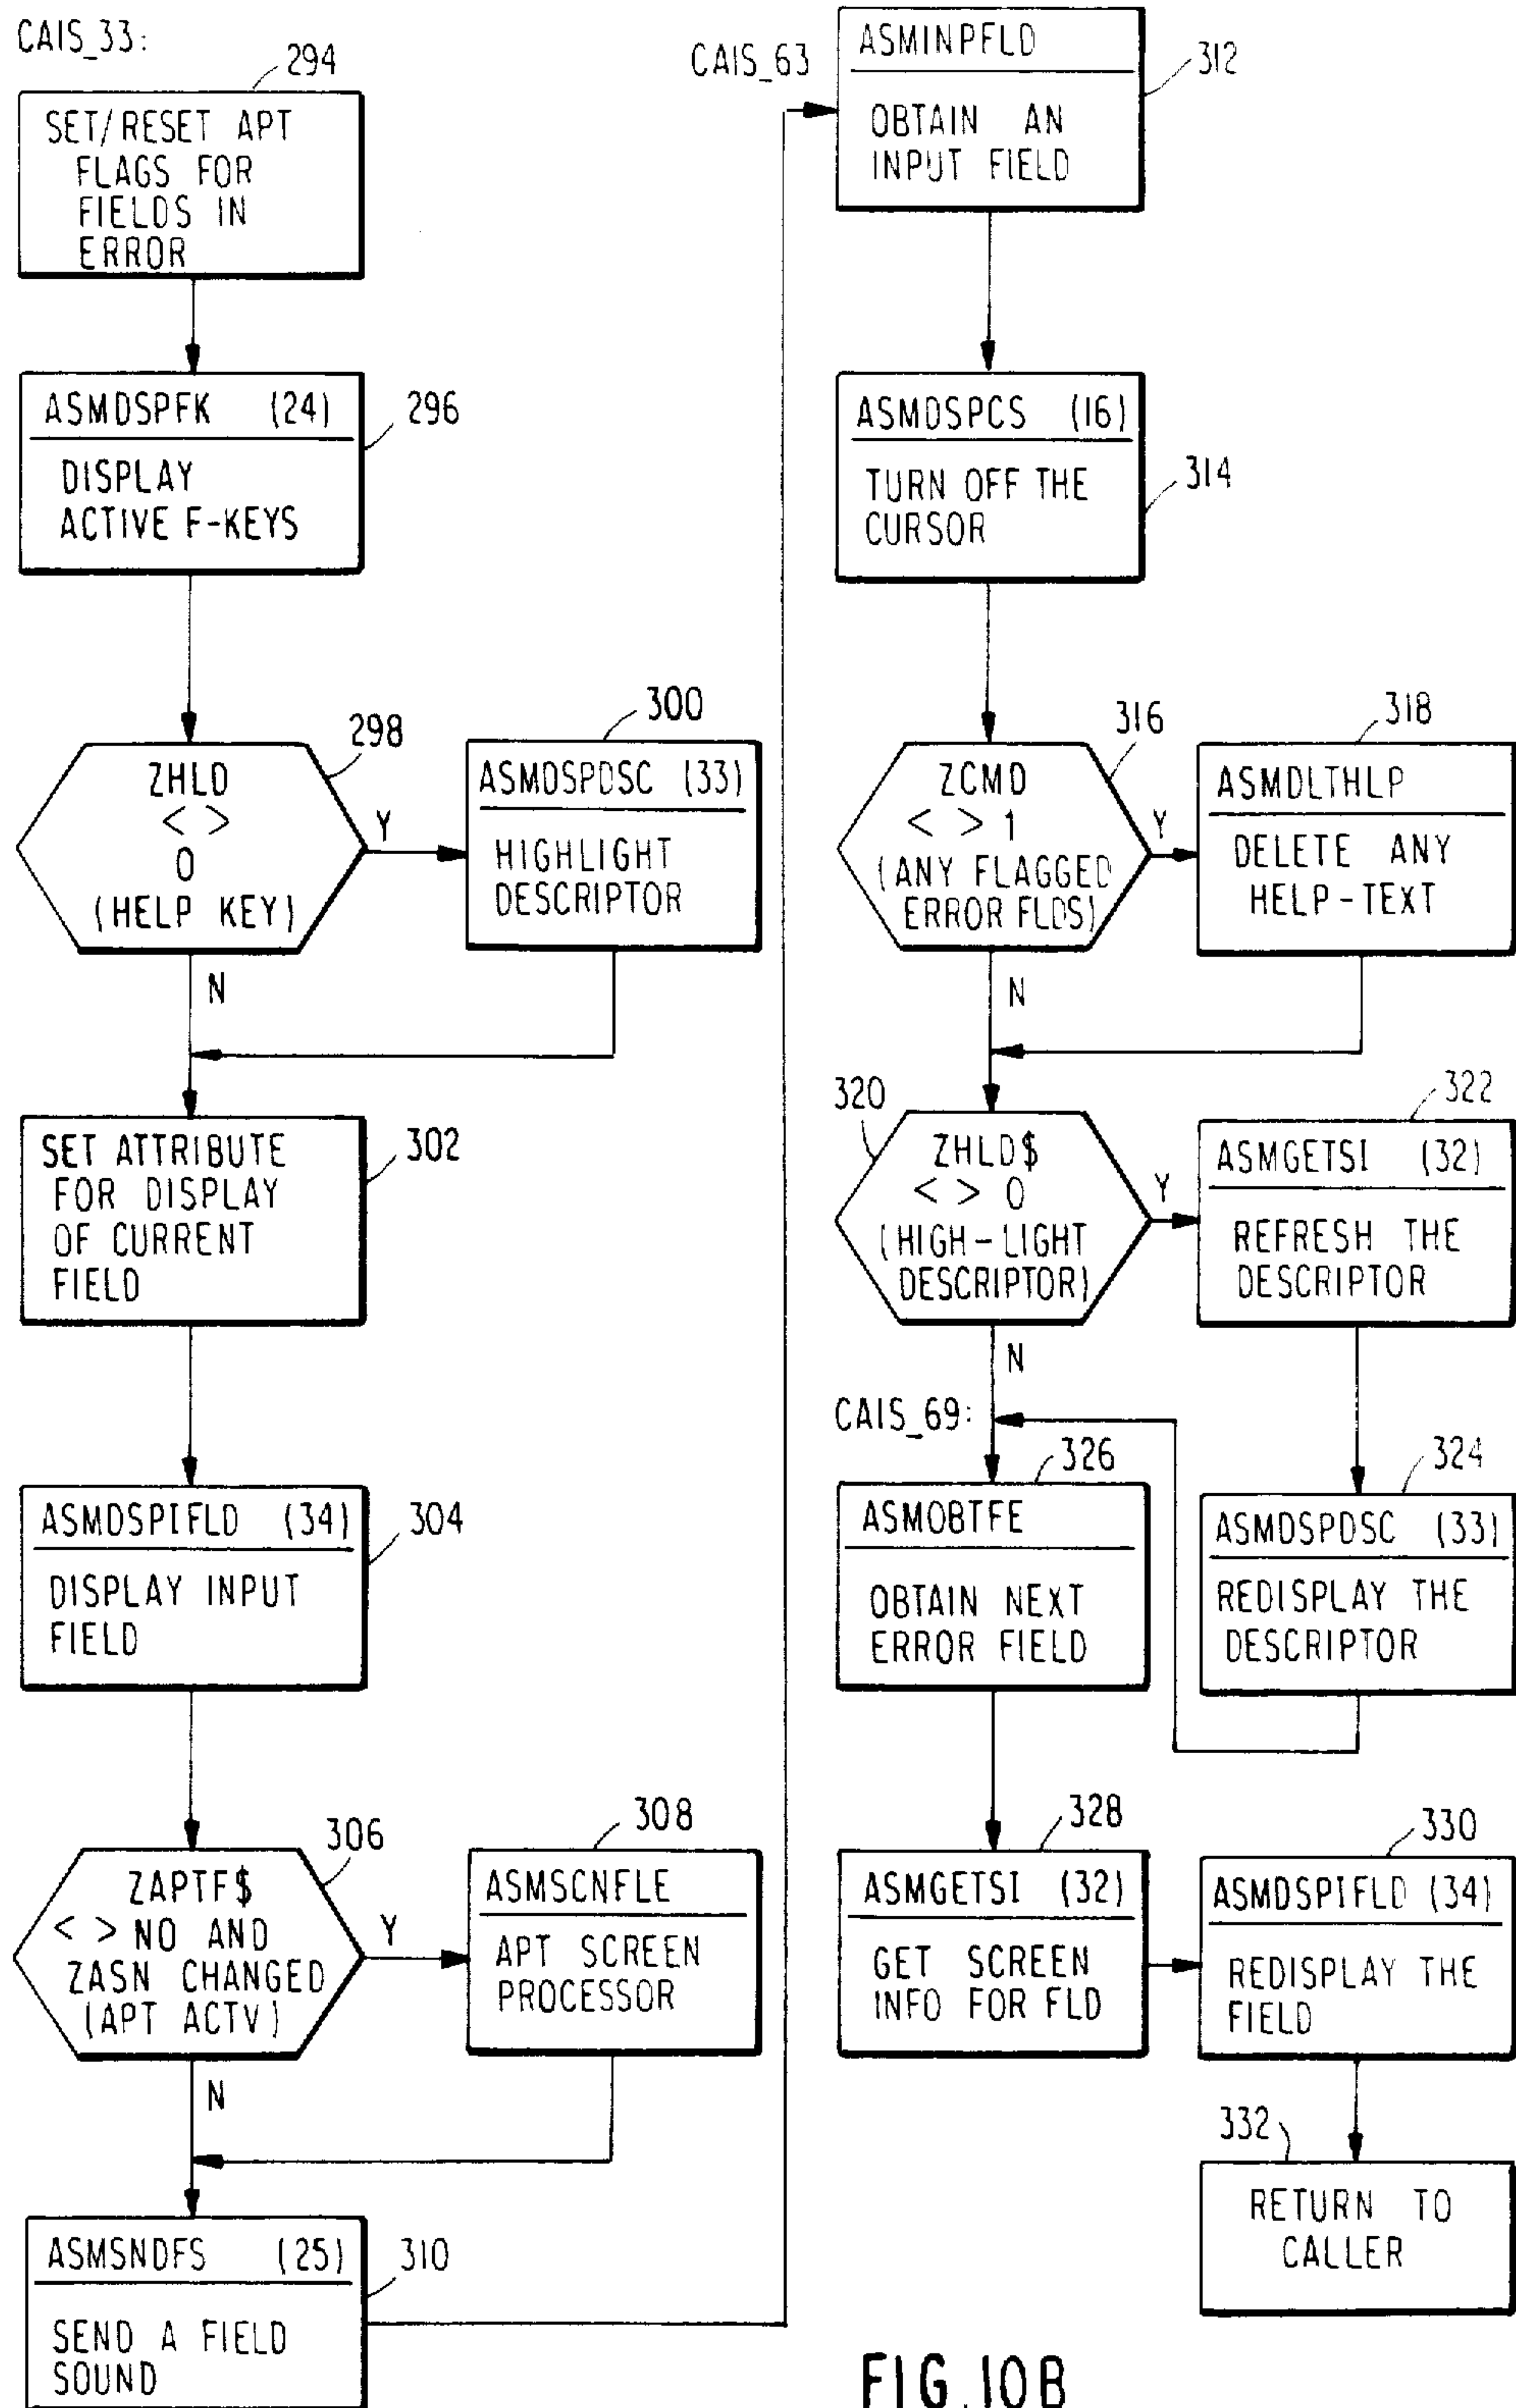 CAIS_33:
294
SET/RESET APT
FLAGS FOR
FIELDS IN
ERROR
ASMDSPFK (24)
296
DISPLAY
ACTIVE F-KEYS
298
ZHLD
< >
0
(HELP KEY)
Y
N
300
ASMDSPDSC (33)
HIGHLIGHT
DESCRIPTOR
302
SET ATTRIBUTE
FOR DISPLAY
OF CURRENT
FIELD
ASMDSPIFLD (34)
304
DISPLAY INPUT
FIELD
306
ZAPTF$
< > NO AND
ZASN CHANGED
(APT ACTV)
Y
N
308
ASMSCNFLE
APT SCREEN
PROCESSOR
ASMSNDFS (25)
310
SEND A FIELD
SOUND
CAIS_63
ASMINPFLD
312
OBTAIN AN
INPUT FIELD
ASMDSPCS (16)
314
TURN OFF THE
CURSOR
316
ZCMD
< > 1
(ANY FLAGGED
ERROR FLDS)
Y
N
318
ASMDLTHLP
DELETE ANY
HELP-TEXT
320
ZHLD$
< > 0
(HIGH-LIGHT
DESCRIPTOR)
Y
N
322
ASMGETSI (32)
REFRESH THE
DESCRIPTOR
324
ASMDSPDSC (33)
REDISPLAY THE
DESCRIPTOR
CAIS_69:
326
ASMOBTFE
OBTAIN NEXT
ERROR FIELD
328
ASMGETSI (32)
GET SCREEN
INFO FOR FLD
330
ASMDSPIFLD (34)
REDISPLAY THE
FIELD
332
RETURN TO
CALLER
FIG.10B